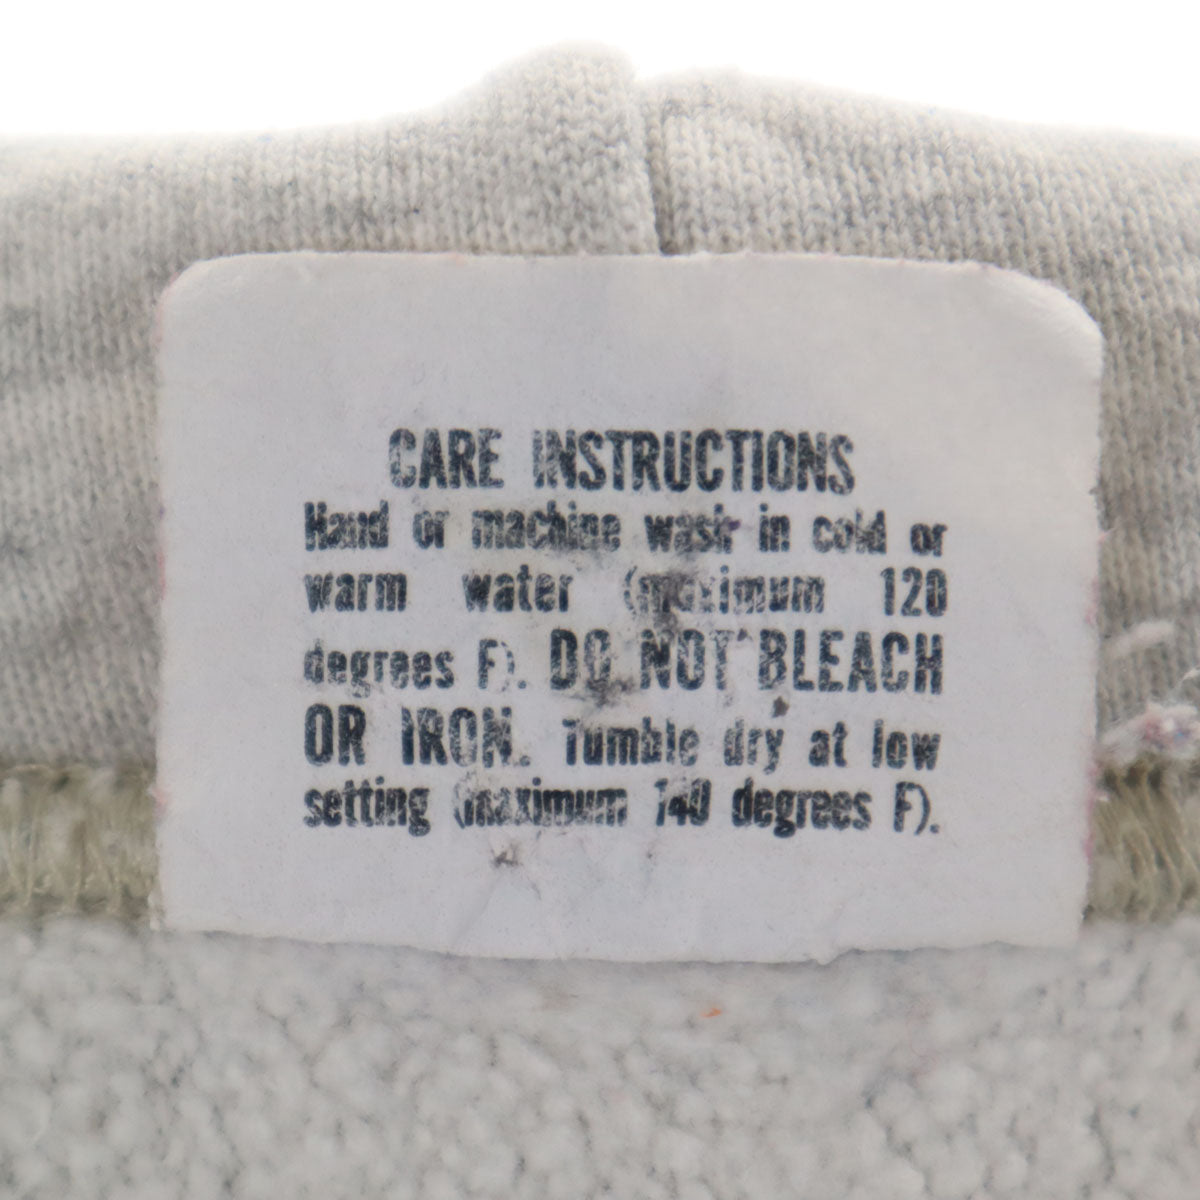 CARE INSTRUCTIONS
Hand or machine wash in cold or
warm water (maximum 120
degrees F). DO NOT BLEACH
OR IRON. Tumble dry at low
setting (maximum 140 degrees F).